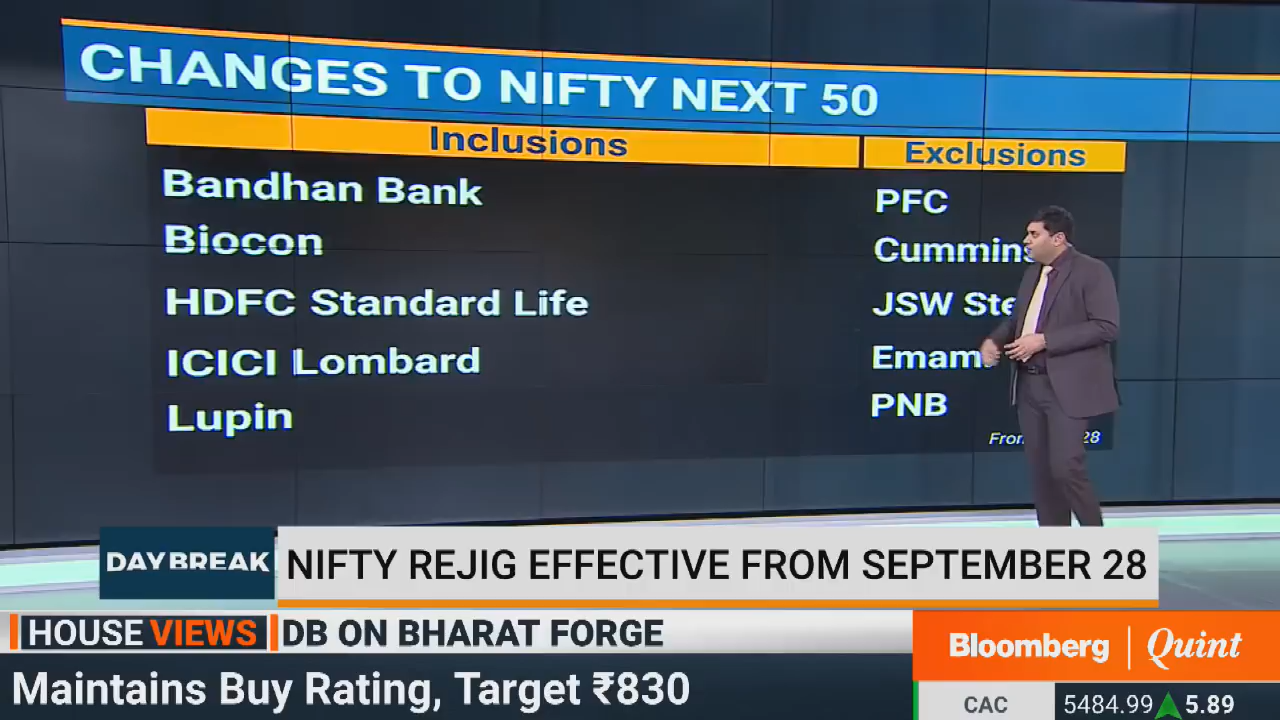 CHANGES TO NIFTY NEXT 50
Inclusions
Exclusions
Bandhan Bank
PFC
Biocon
HDFC Standard Life
JSW
ICICI Lombard
Lupin
PNB
28
DAYBREAK
NIFTY REJIG EFFECTIVE FROM SEPTEMBER 28
HOUSE VIEWS
DB ON BHARAT FORGE
Maintains Buy Rating, Target ₹830
Bloomberg | Quint
CAC 5484.99 ▲ 5.89